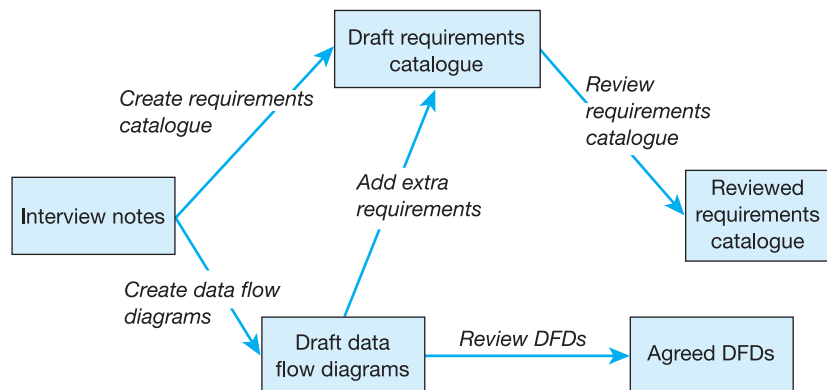 Draft requirements
catalogue
Create requirements
catalogue
Review
requirements
catalogue
Add extra
requirements
Interview notes
Reviewed
requirements
catalogue
Create data flow
diagrams
Draft data
flow diagrams
Review DFDs
Agreed DFDs